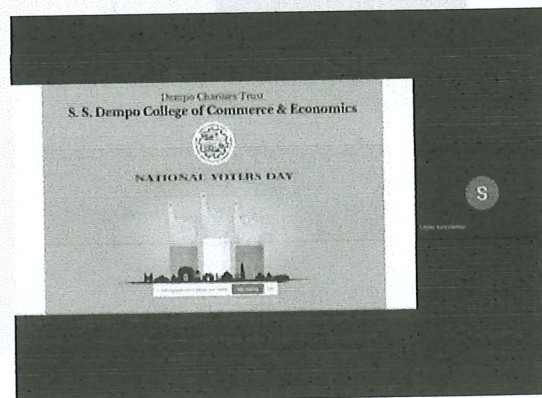 Dempo Charities Trust
S. S. Dempo College of Commerce & Economics
NATIONAL VOTERS DAY
S